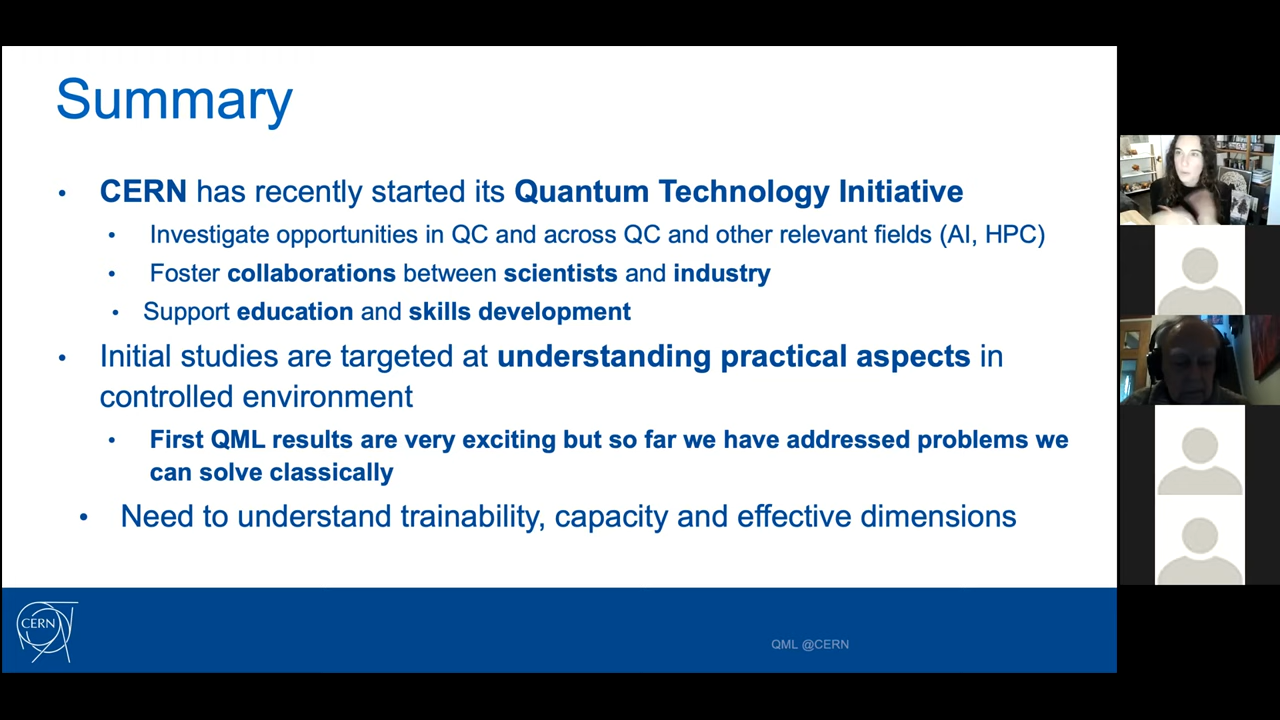 Summary
• CERN has recently started its Quantum Technology Initiative
• Investigate opportunities in QC and across QC and other relevant fields (AI, HPC)
• Foster collaborations between scientists and industry
• Support education and skills development
• Initial studies are targeted at understanding practical aspects in
controlled environment
• First QML results are very exciting but so far we have addressed problems we
can solve classically
• Need to understand trainability, capacity and effective dimensions
CERN
QML @CERN